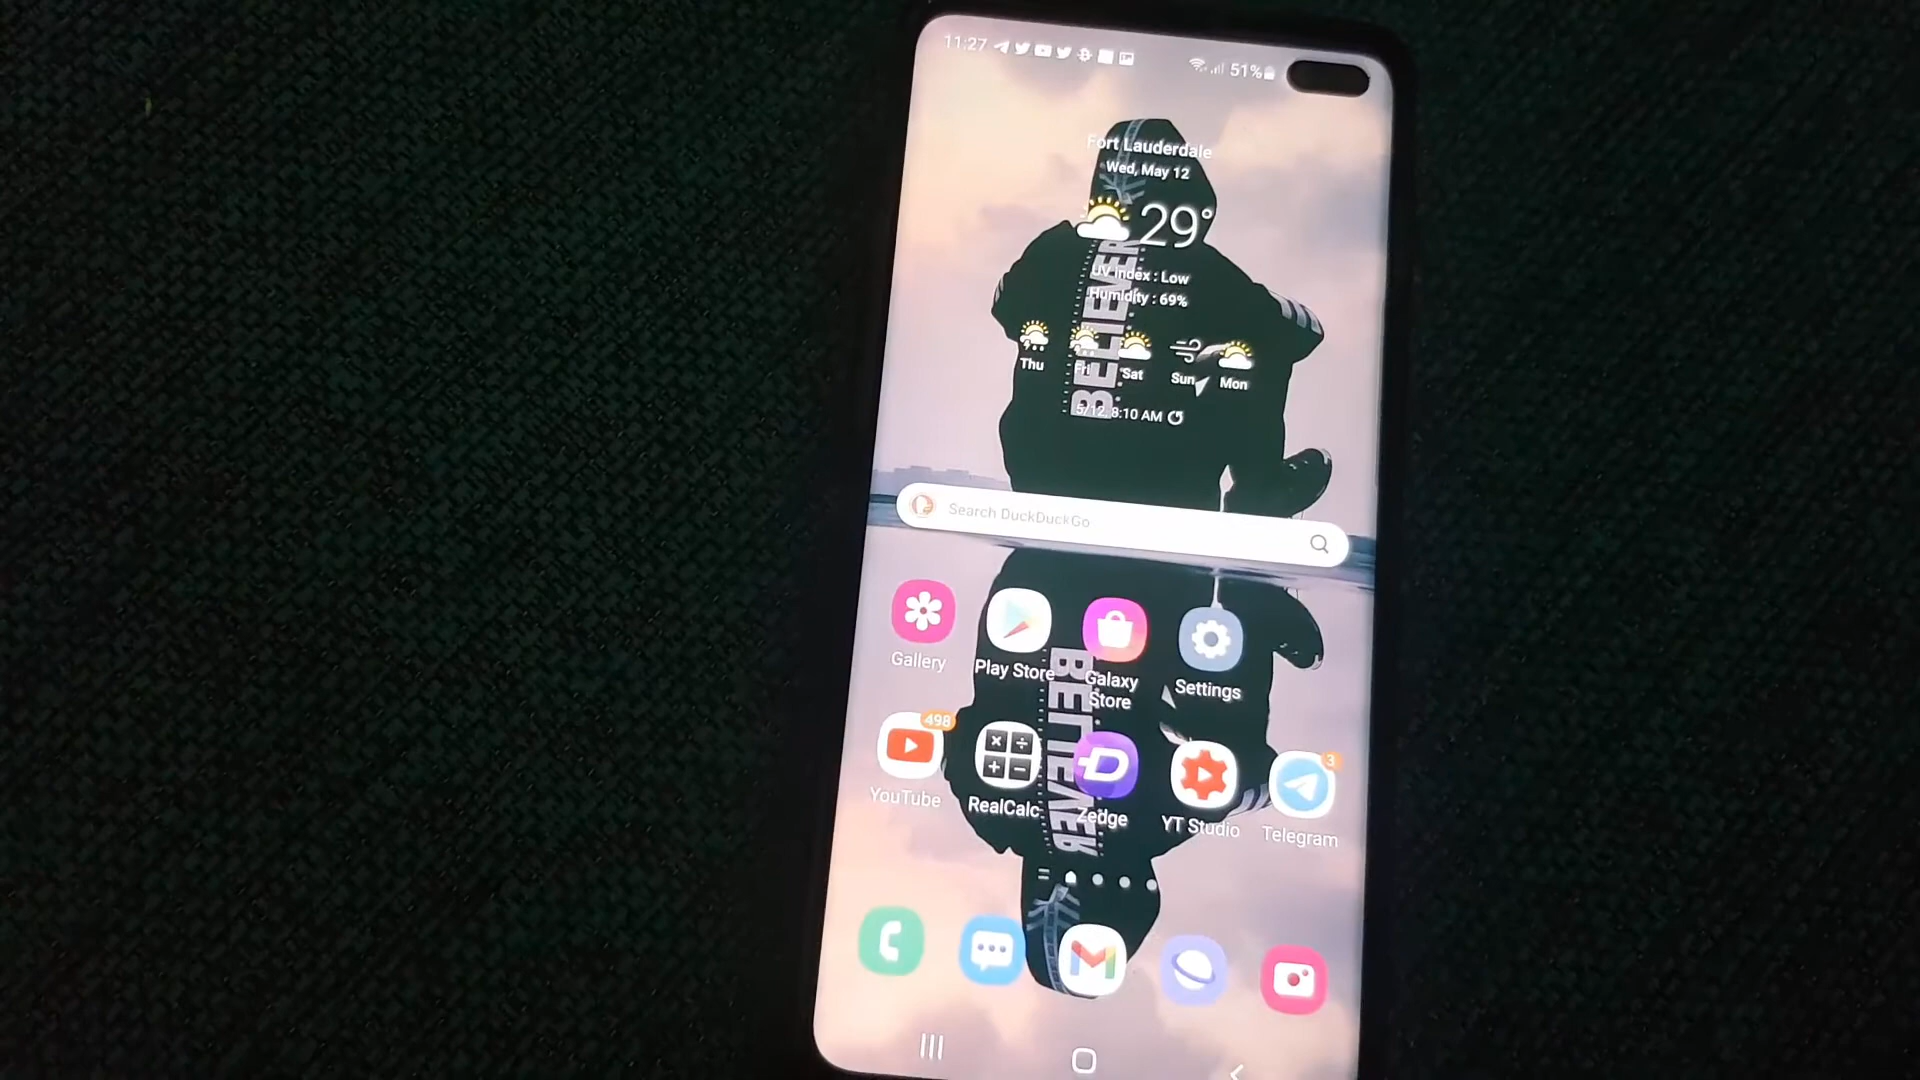 11:27
51%
Fort Lauderdale
Wed, May 12
29°
UV index : Low
Humidity : 69%
BELIEVER
Thu Fri Sat Sun Mon
5/12, 8:10 AM
Search DuckDuckGo
Gallery
Play Store
Galaxy Store
Settings
BELIEVER
498
3
YouTube
RealCalc
Zedge
YT Studio
Telegram